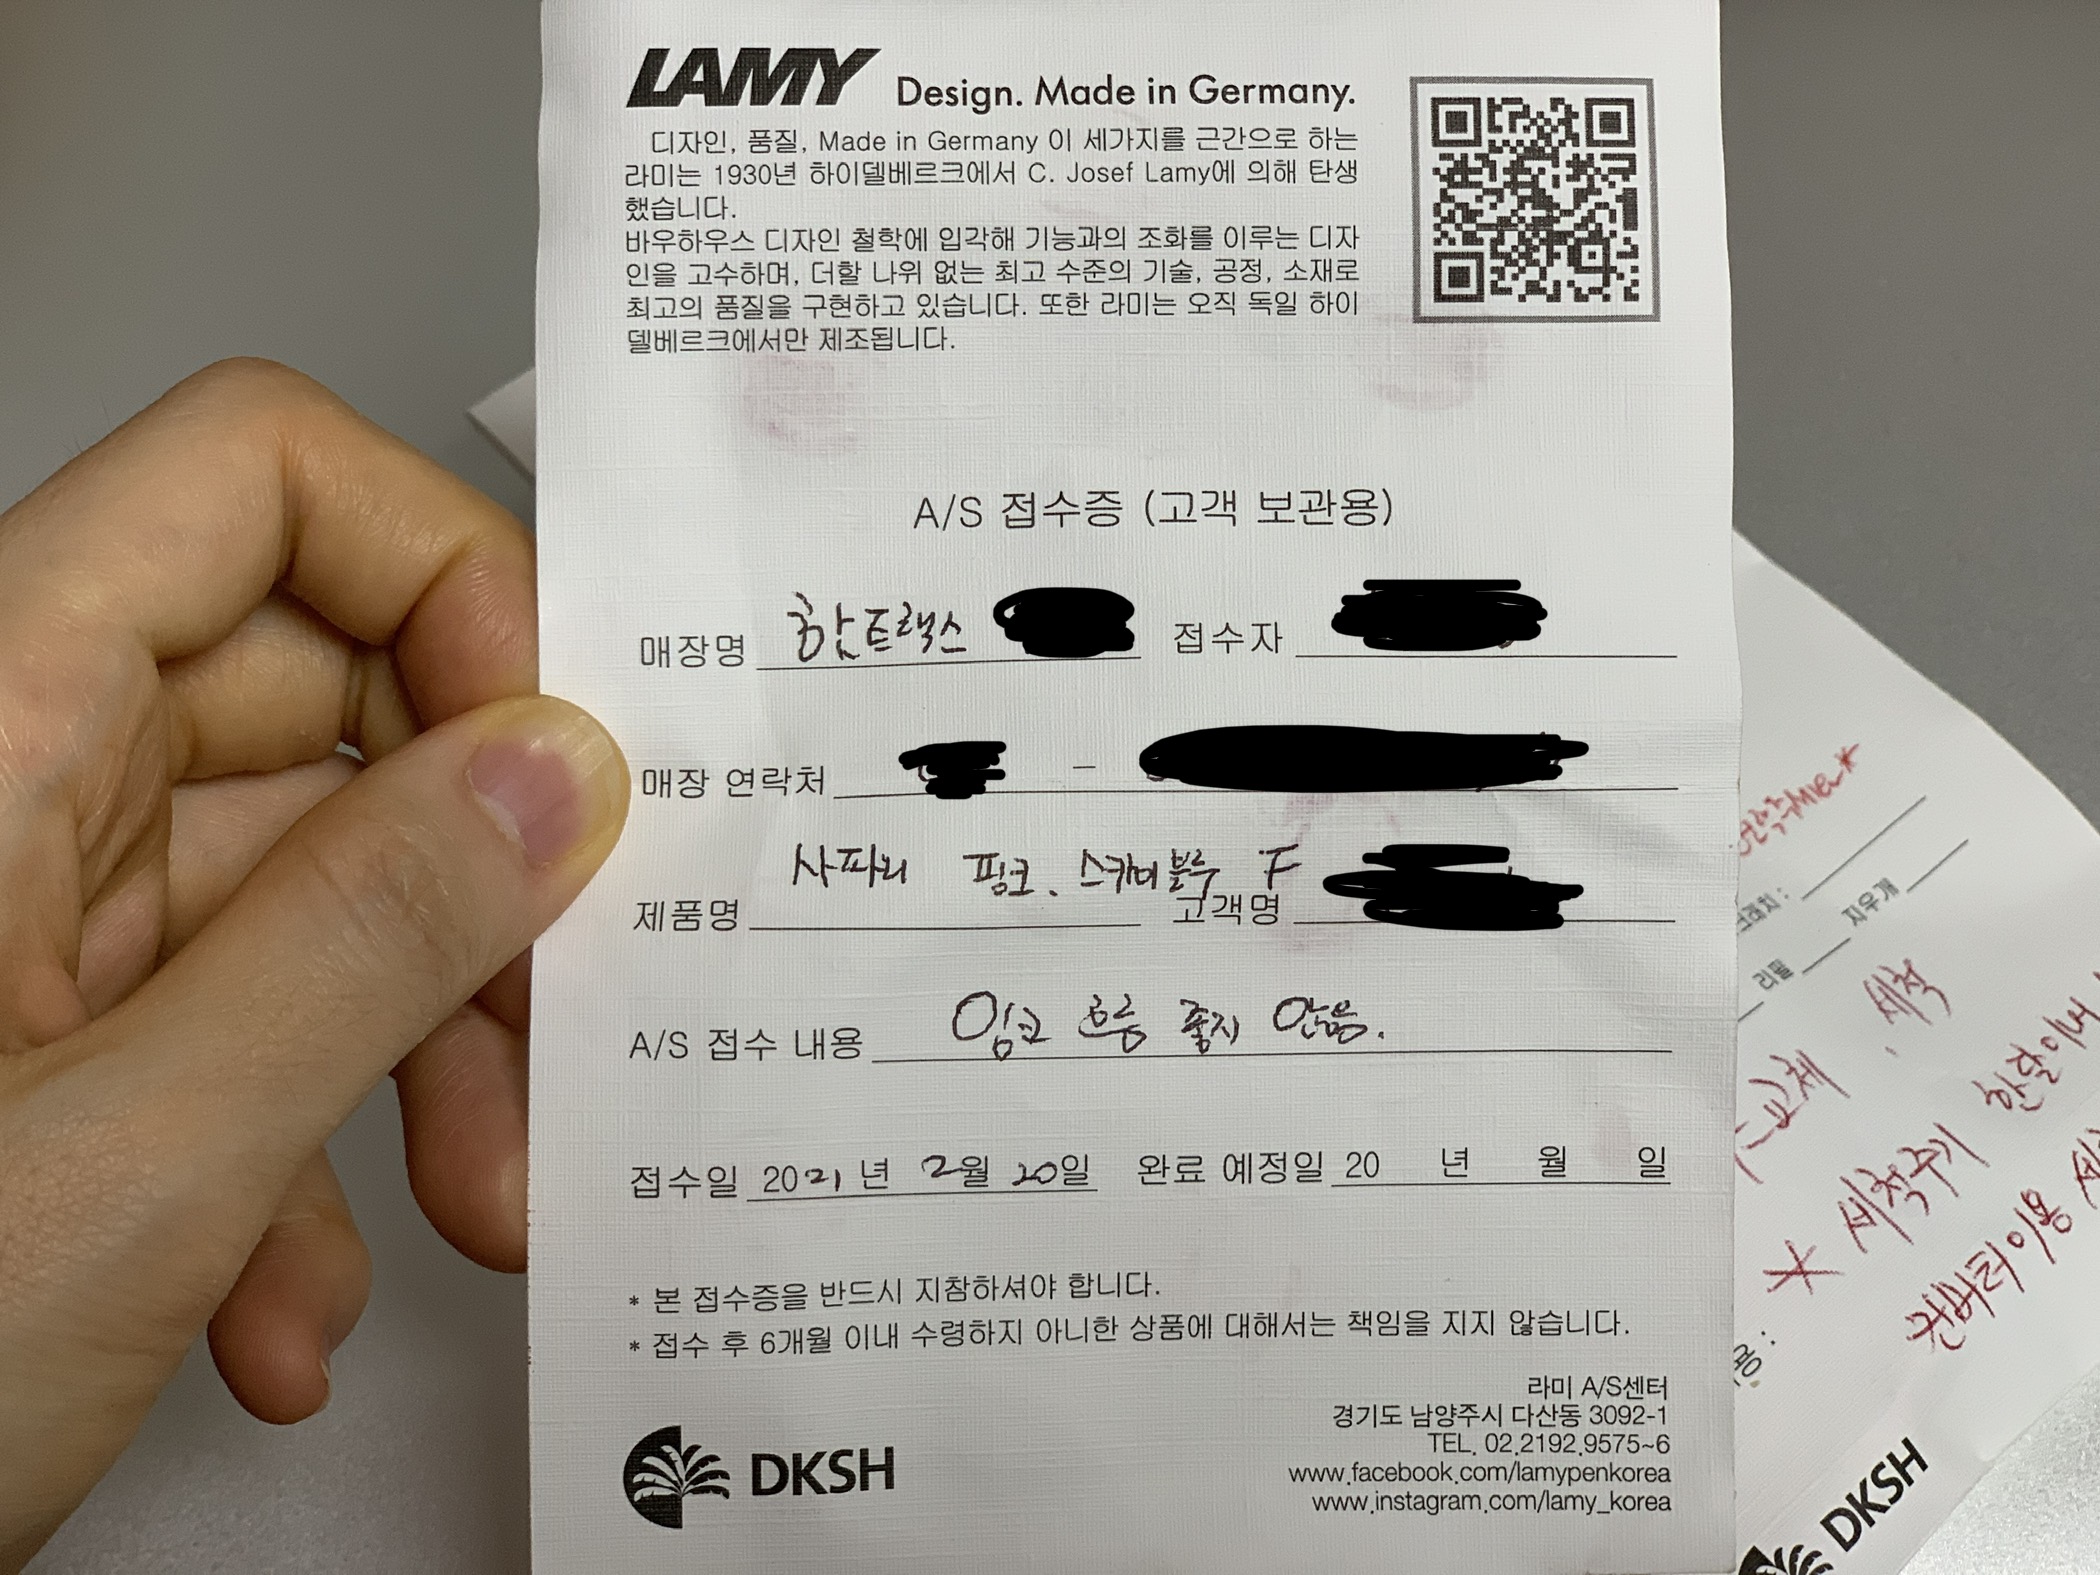 LAMY Design. Made in Germany.
디자인, 품질, Made in Germany 이 세가지를 근간으로 하는
라미는 1930년 하이델베르크에서 C. Josef Lamy에 의해 탄생
했습니다.
바우하우스 디자인 철학에 입각해 기능과의 조화를 이루는 디자
인을 고수하며, 더할 나위 없는 최고 수준의 기술, 공정, 소재로
최고의 품질을 구현하고 있습니다. 또한 라미는 오직 독일 하이
델베르크에서만 제조됩니다.
A/S 접수증 (고객 보관용)
매장명 핫트랙스 접수자
매장 연락처 -
사파리 핑크. 스카이블루 F
제품명 고객명
A/S 접수 내용 잉크 흐름 좋지 않음.
접수일 2021년 2월 20일 완료 예정일 20 년 월 일
* 본 접수증을 반드시 지참하셔야 합니다.
* 접수 후 6개월 이내 수령하지 아니한 상품에 대해서는 책임을 지지 않습니다.
라미 A/S센터
경기도 남양주시 다산동 3092-1
TEL. 02.2192.9575~6
www.facebook.com/lamypenkorea
www.instagram.com/lamy_korea
DKSH
리필 지우개
교체. 세척
* 세척주기 한달이내
컨버터 이용
DKSH